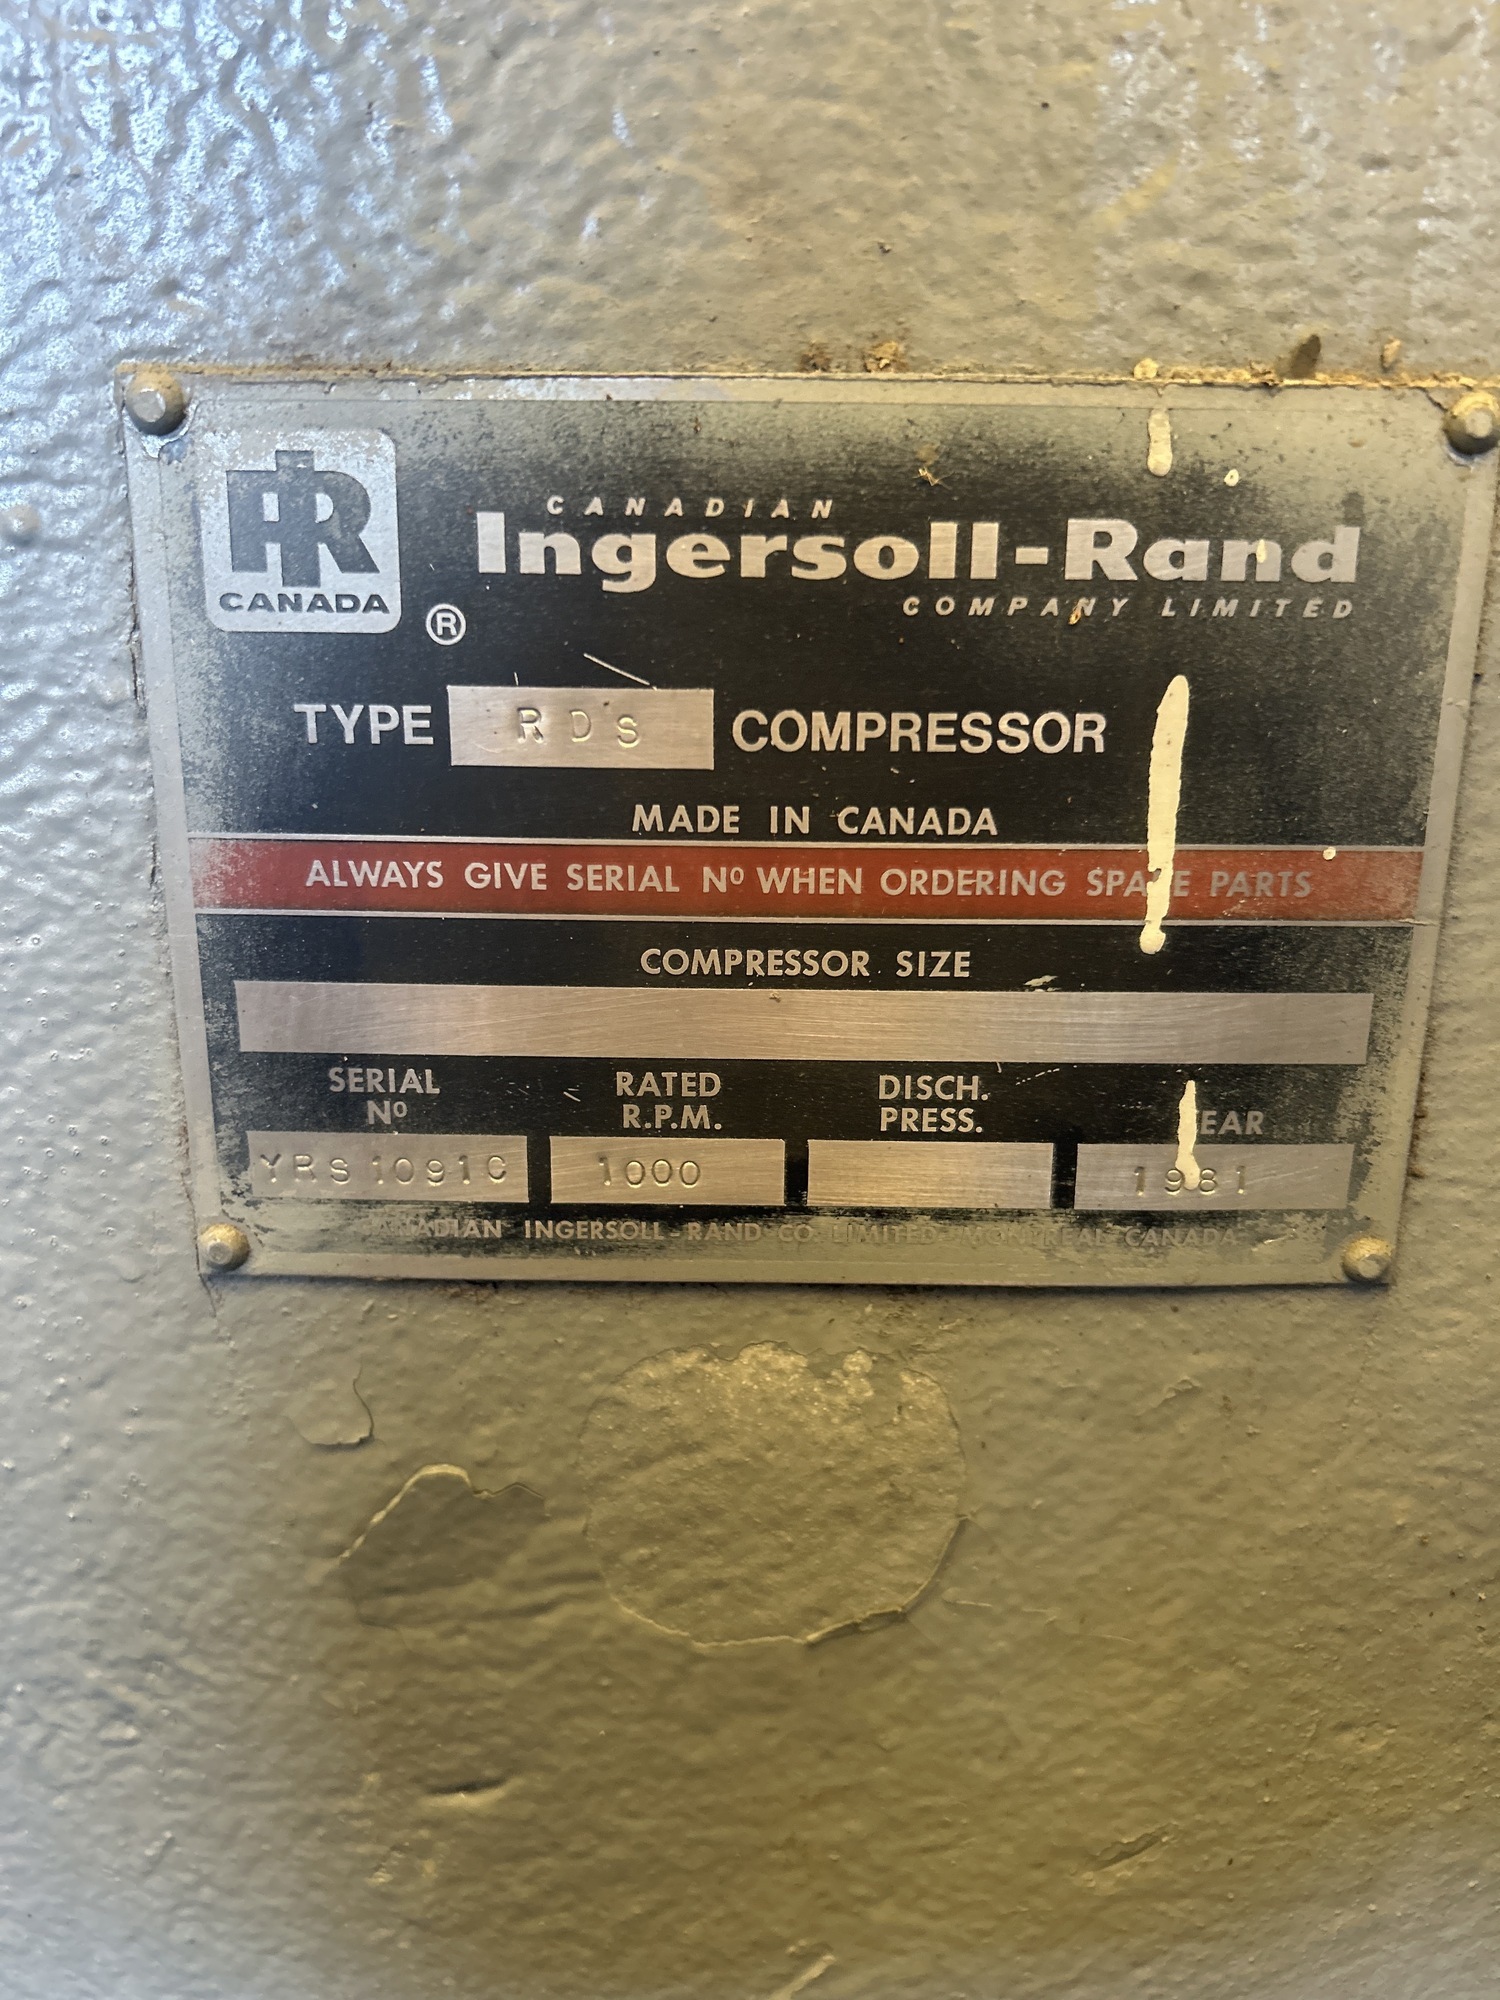 IR
CANADA
®
CANADIAN
Ingersoll-Rand
COMPANY LIMITED
TYPE RDS COMPRESSOR
MADE IN CANADA
ALWAYS GIVE SERIAL Nº WHEN ORDERING SPARE PARTS
COMPRESSOR SIZE
SERIAL Nº
RATED R.P.M.
DISCH. PRESS.
YEAR
YRS1091C 1000 1981
CANADIAN INGERSOLL-RAND CO. LIMITED MONTREAL CANADA